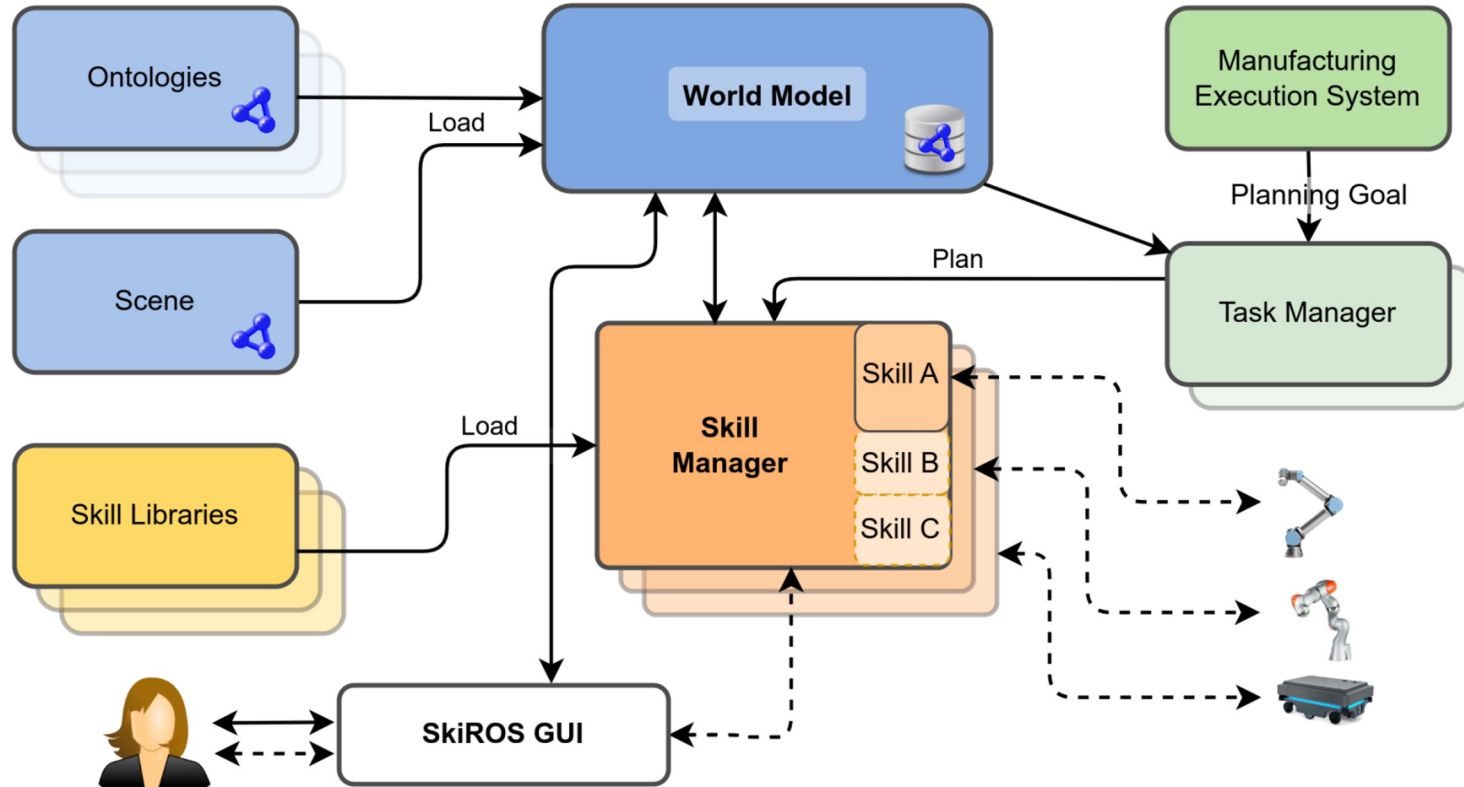 Ontologies
World Model
Manufacturing
Execution System
Load
Planning Goal
Scene
Plan
Task Manager
Skill A
Skill
Manager
Skill B
Skill C
Load
Skill Libraries
SkiROS GUI